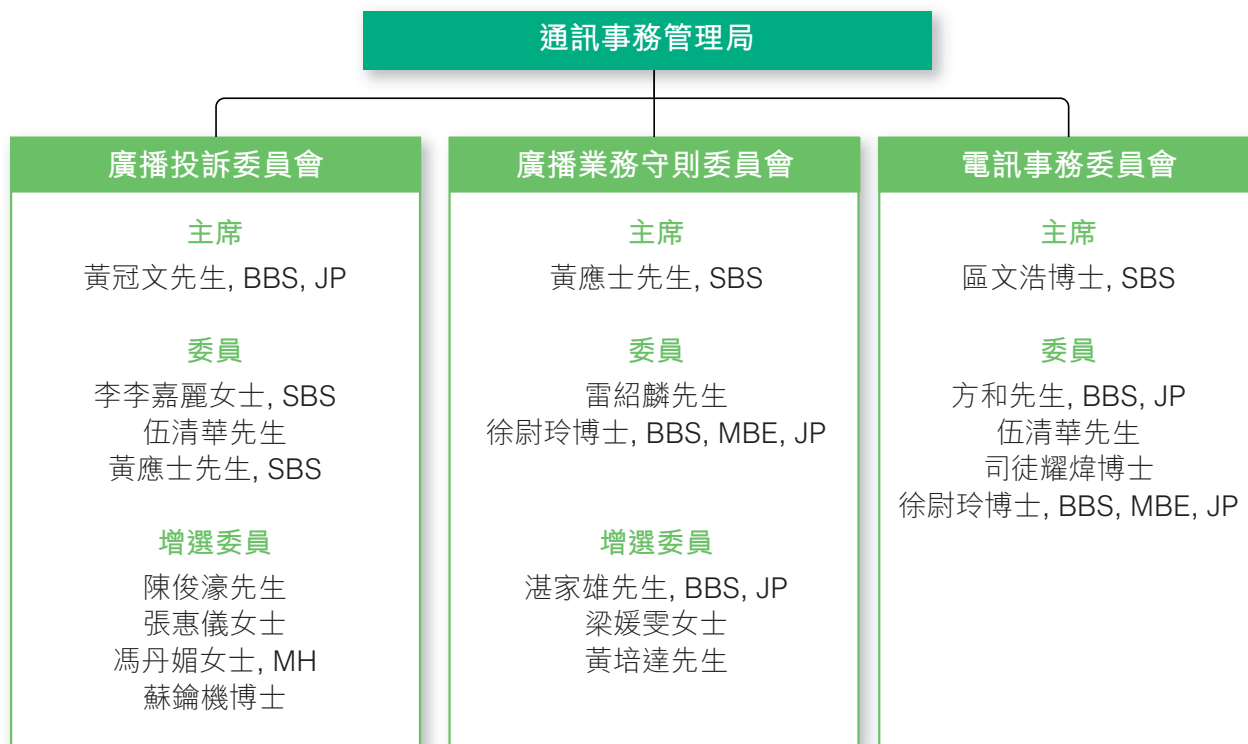 通訊事務管理局
廣播投訴委員會
主席
黃冠文先生, BBS, JP
委員
李李嘉麗女士, SBS
伍清華先生
黃應士先生, SBS
增選委員
陳俊濠先生
張惠儀女士
馮丹媚女士, MH
蘇鑰機博士
廣播業務守則委員會
主席
黃應士先生, SBS
委員
雷紹麟先生
徐尉玲博士, BBS, MBE, JP
增選委員
湛家雄先生, BBS, JP
梁媛雯女士
黃培達先生
電訊事務委員會
主席
區文浩博士, SBS
委員
方和先生, BBS, JP
伍清華先生
司徒耀煒博士
徐尉玲博士, BBS, MBE, JP